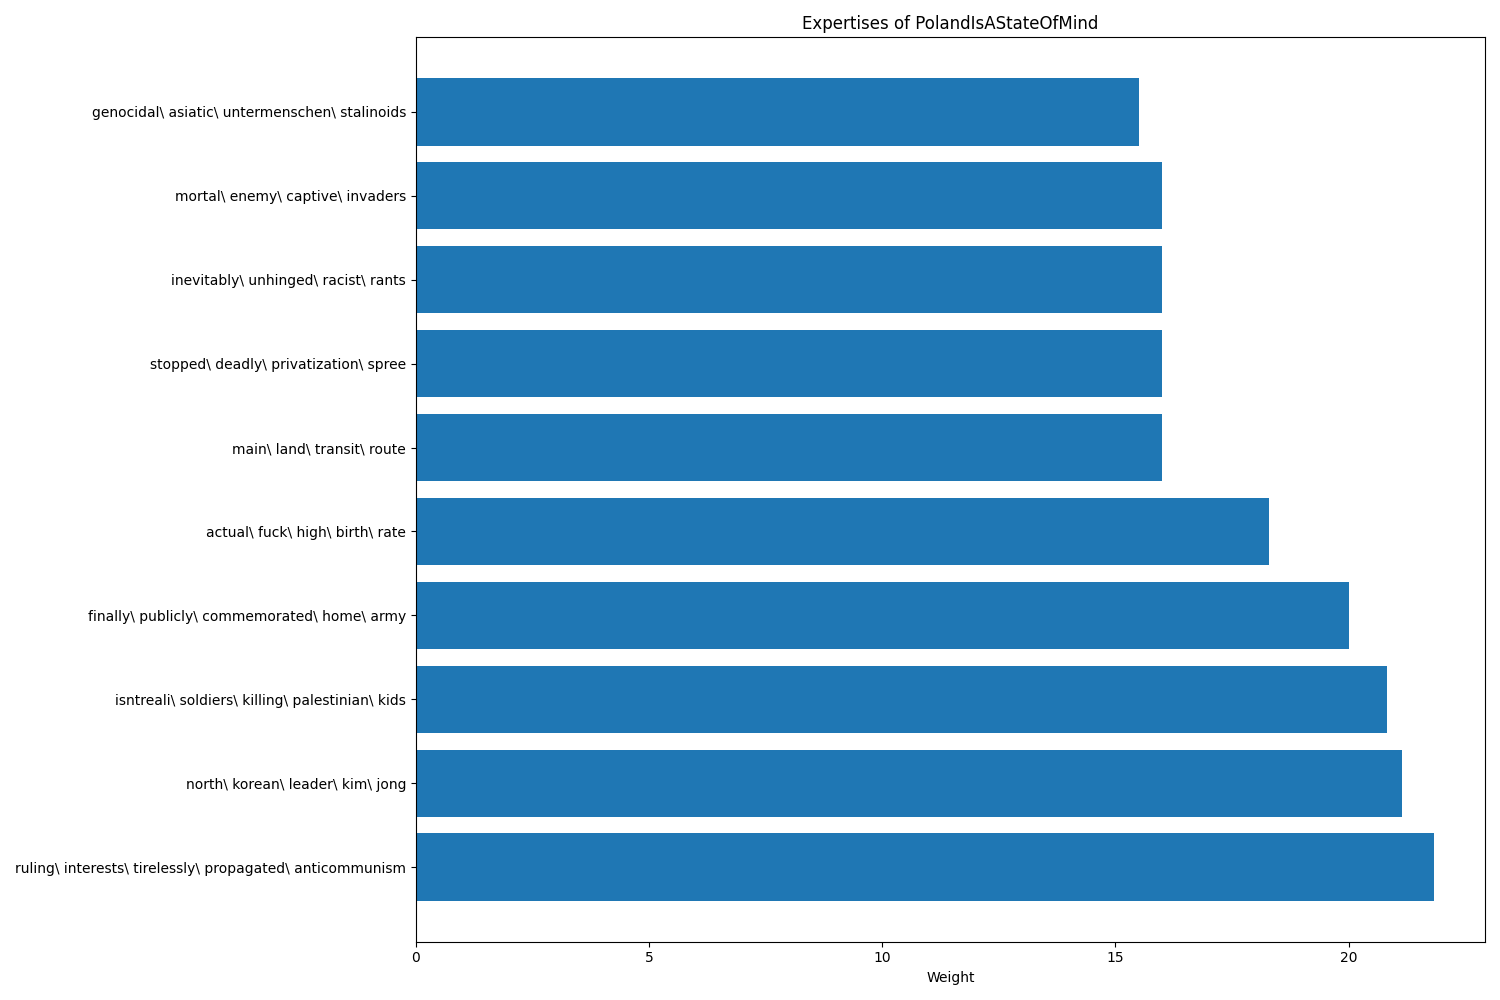 Expertises of PolandIsAStateOfMind
genocidal\ asiatic\ untermenschen\ stalinoids
mortal\ enemy\ captive\ invaders
inevitably\ unhinged\ racist\ rants
stopped\ deadly\ privatization\ spree
main\ land\ transit\ route
actual\ fuck\ high\ birth\ rate
finally\ publicly\ commemorated\ home\ army
isntreali\ soldiers\ killing\ palestinian\ kids
north\ korean\ leader\ kim\ jong
ruling\ interests\ tirelessly\ propagated\ anticommunism
0 5 10 15 20
Weight